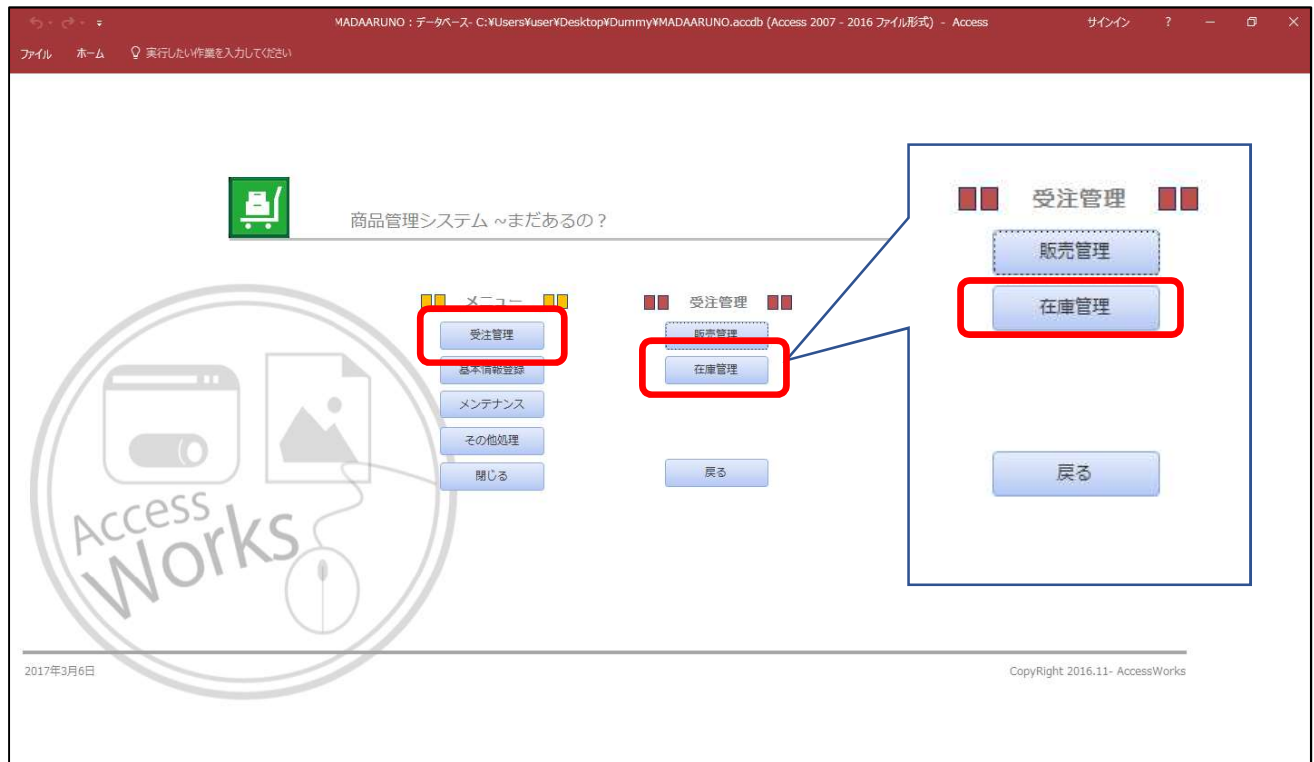 MADAARUNO : データベース- C:¥Users¥user¥Desktop¥Dummy¥MADAARUNO.accdb (Access 2007 - 2016 ファイル形式) - Access
サインイン ?
ファイル ホーム 実行したい作業を入力してください
商品管理システム ~まだあるの？
メニュー
受注管理
基本情報登録
メンテナンス
その他処理
閉じる
受注管理
販売管理
在庫管理
戻る
受注管理
販売管理
在庫管理
戻る
Access
Works
2017年3月6日
CopyRight 2016.11- AccessWorks